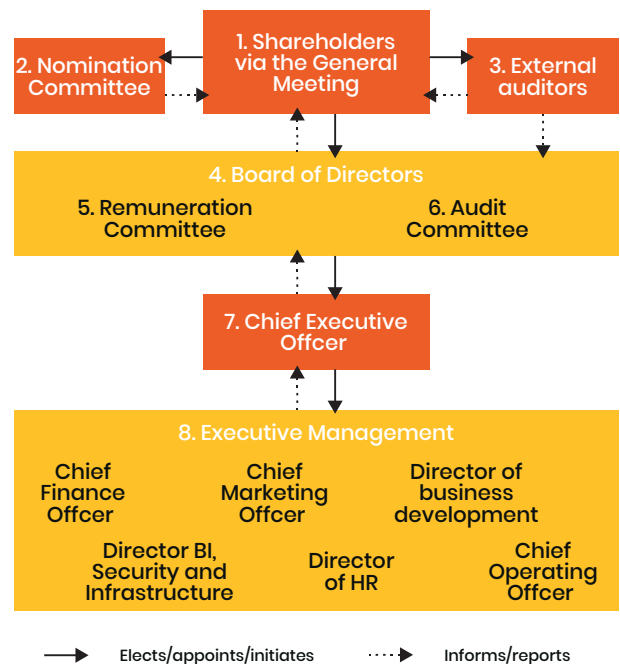 1. Shareholders
via the General
Meeting
2. Nomination
Committee
3. External
auditors
4. Board of Directors
5. Remuneration
Committee
6. Audit
Committee
7. Chief Executive
Offcer
8. Executive Management
Chief
Finance
Offcer
Chief
Marketing
Offcer
Director of
business
development
Director BI,
Security and
Infrastructure
Director
of HR
Chief
Operating
Offcer
Elects/appoints/initiates
Informs/reports